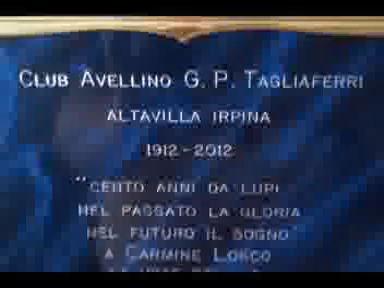 CLUB AVELLINO G. P. TAGLIAFERRI
ALTAVILLA IRPINA
1912-2012
"CENTO ANNI DA LUPI
NEL PASSATO LA GLORIA
NEL FUTURO IL SOGNO"
A CARMINE LONGO